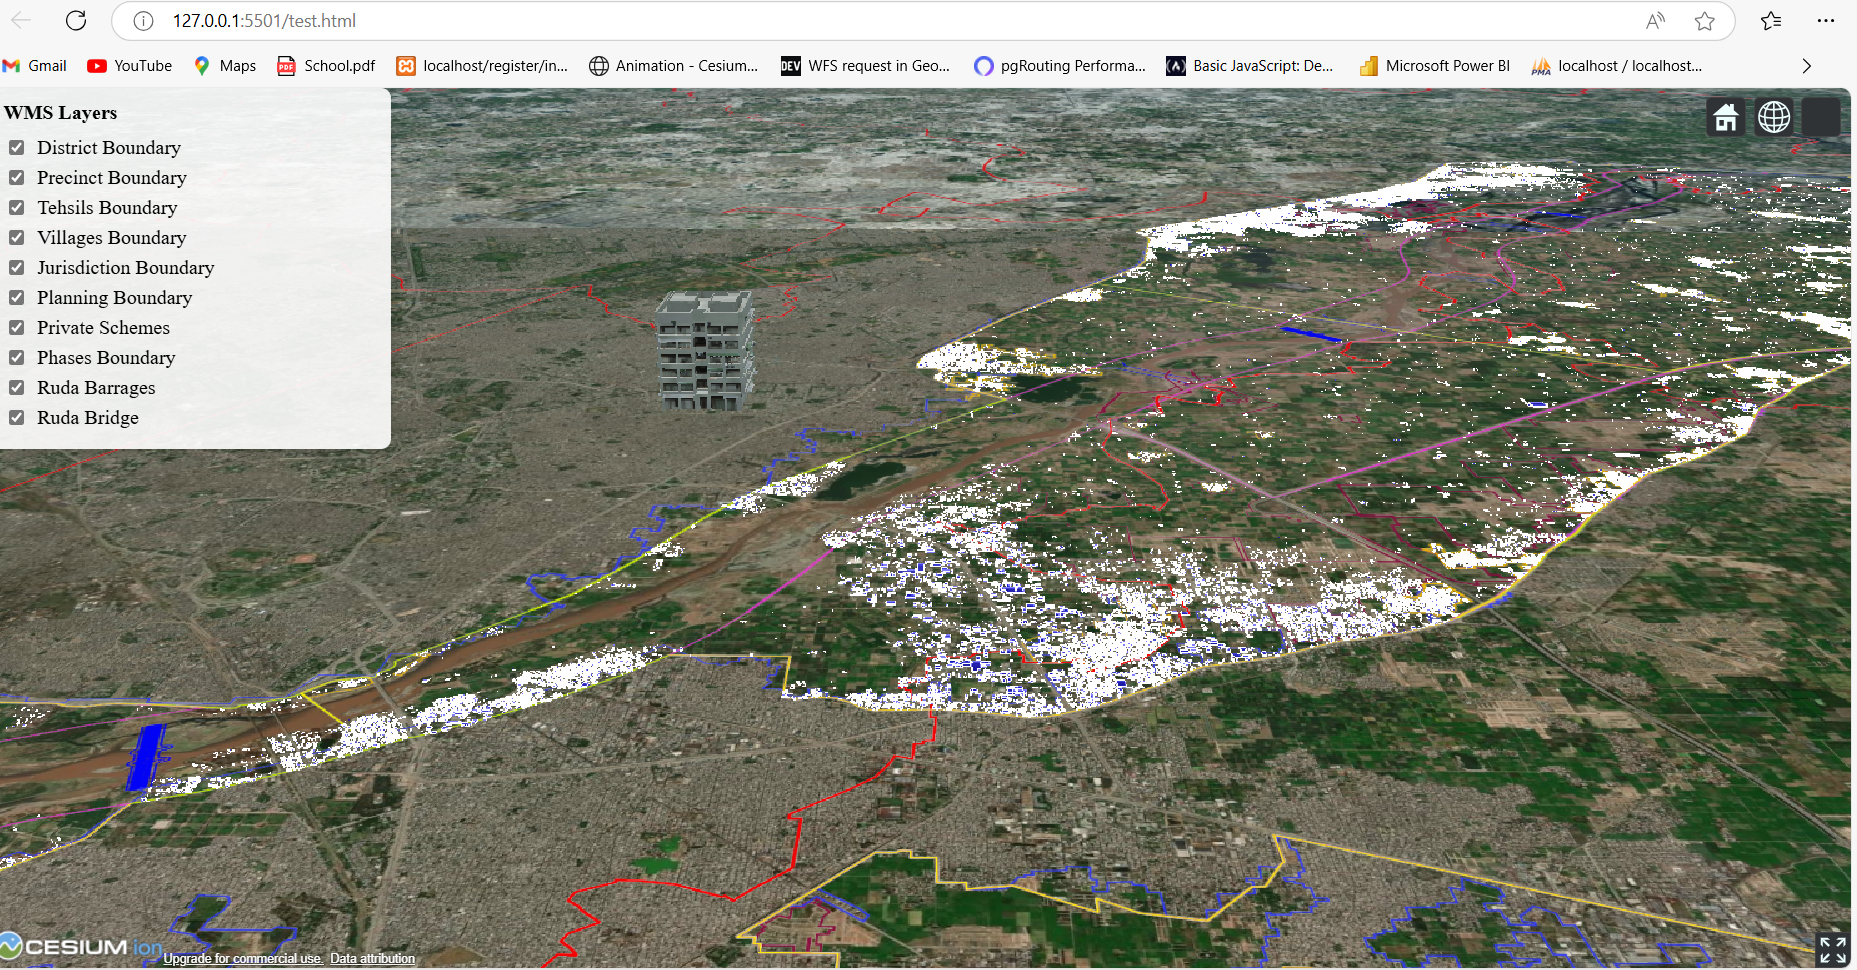 127.0.0.1:5501/test.html
Gmail YouTube Maps School.pdf localhost/register/in... Animation - Cesium... WFS request in Geo... pgRouting Performa... Basic JavaScript: De... Microsoft Power BI localhost / localhost...
WMS Layers
District Boundary
Precinct Boundary
Tehsils Boundary
Villages Boundary
Jurisdiction Boundary
Planning Boundary
Private Schemes
Phases Boundary
Ruda Barrages
Ruda Bridge
CESIUM ion Upgrade for commercial use. Data attribution